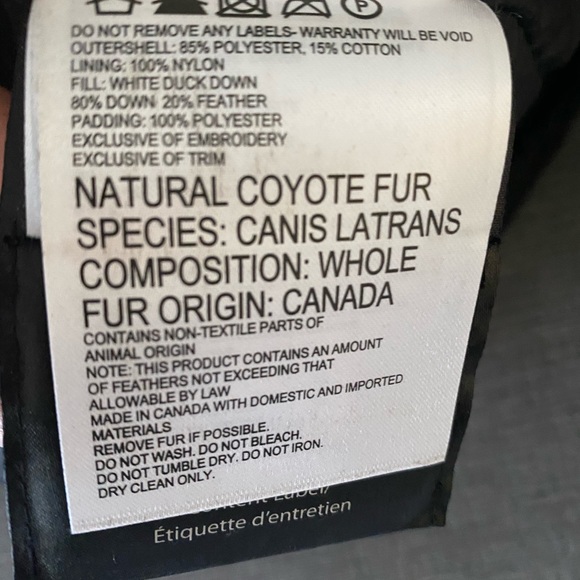 DO NOT REMOVE ANY LABELS- WARRANTY WILL BE VOID
OUTERSHELL: 85% POLYESTER, 15% COTTON
LINING: 100% NYLON
FILL: WHITE DUCK DOWN
80% DOWN 20% FEATHER
PADDING: 100% POLYESTER
EXCLUSIVE OF EMBROIDERY
EXCLUSIVE OF TRIM
NATURAL COYOTE FUR
SPECIES: CANIS LATRANS
COMPOSITION: WHOLE
FUR ORIGIN: CANADA
CONTAINS NON-TEXTILE PARTS OF
ANIMAL ORIGIN
NOTE: THIS PRODUCT CONTAINS AN AMOUNT
OF FEATHERS NOT EXCEEDING THAT
ALLOWABLE BY LAW
MADE IN CANADA WITH DOMESTIC AND IMPORTED
MATERIALS
REMOVE FUR IF POSSIBLE.
DO NOT WASH. DO NOT BLEACH.
DO NOT TUMBLE DRY. DO NOT IRON.
DRY CLEAN ONLY.
Label/
Étiquette d'entretien